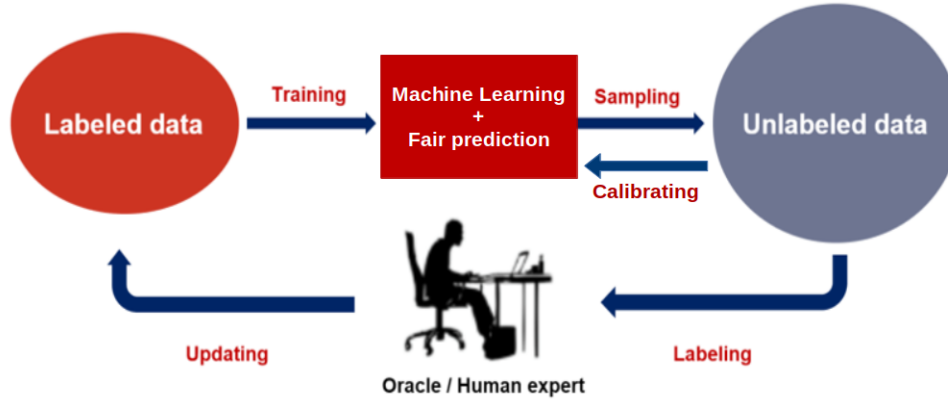 Labeled data
Training
Machine Learning
+
Fair prediction
Sampling
Unlabeled data
Calibrating
Updating
Labeling
Oracle / Human expert